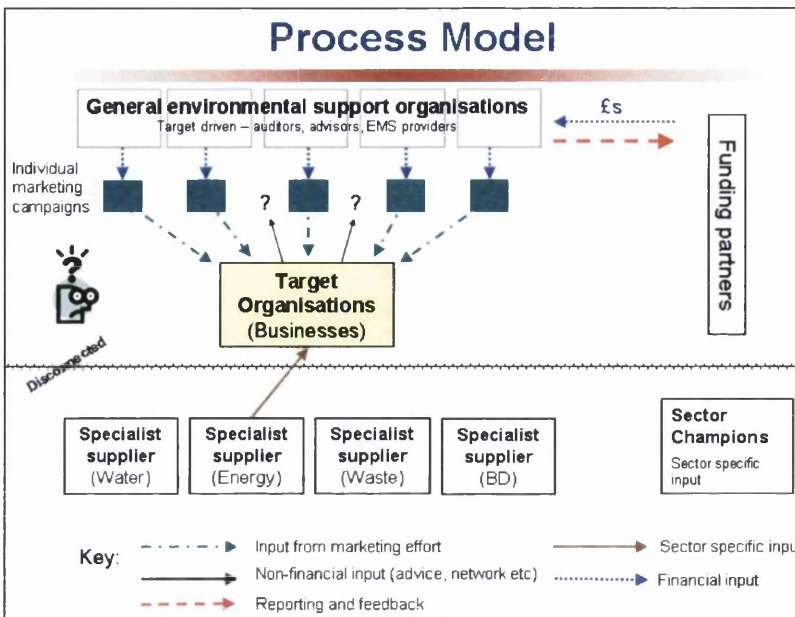 Process Model
General environmental support organisations
Target driven – auditors, advisors, EMS providers
£s
Funding partners
Individual
marketing
campaigns
?
?
?
Target
Organisations
(Businesses)
Disconnected
Specialist
supplier
(Water)
Specialist
supplier
(Energy)
Specialist
supplier
(Waste)
Specialist
supplier
(BD)
Sector
Champions
Sector specific
input
Key:
Input from marketing effort
Sector specific input
Non-financial input (advice, network etc)
Financial input
Reporting and feedback